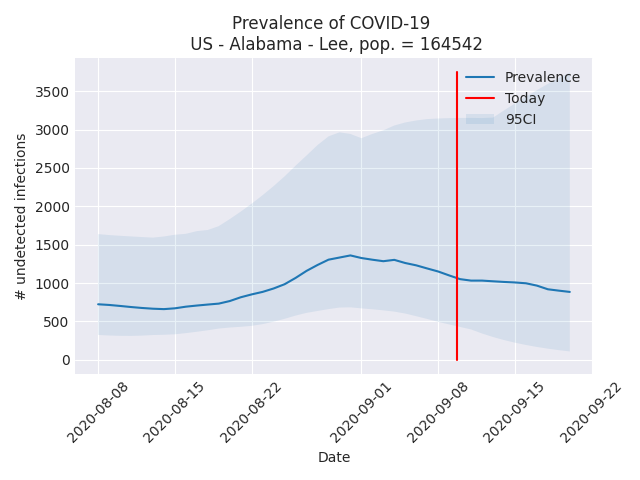 Prevalence of COVID-19
US - Alabama - Lee, pop. = 164542
Prevalence
Today
95CI
3500
3000
2500
2000
1500
1000
500
0
# undetected infections
2020-08-08
2020-08-15
2020-08-22
2020-09-01
2020-09-08
2020-09-15
2020-09-22
Date